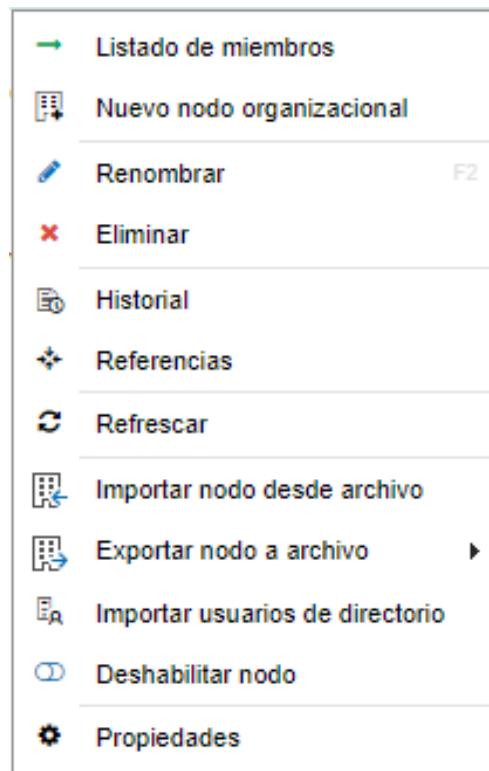 Listado de miembros
Nuevo nodo organizacional
Renombrar F2
Eliminar
Historial
Referencias
Refrescar
Importar nodo desde archivo
Exportar nodo a archivo
Importar usuarios de directorio
Deshabilitar nodo
Propiedades